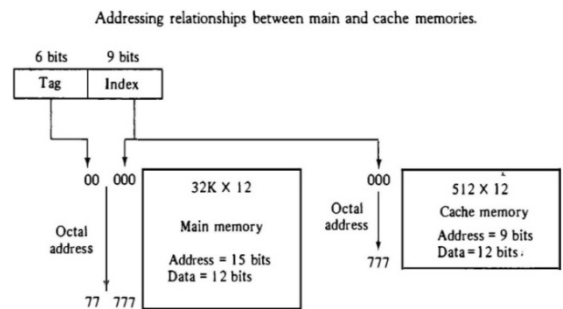 Addressing relationships between main and cache memories.
6 bits 9 bits
Tag Index
00 000
Octal address
77 777
32K X 12
Main memory
Address = 15 bits
Data = 12 bits
000
Octal address
777
512 X 12
Cache memory
Address = 9 bits
Data = 12 bits